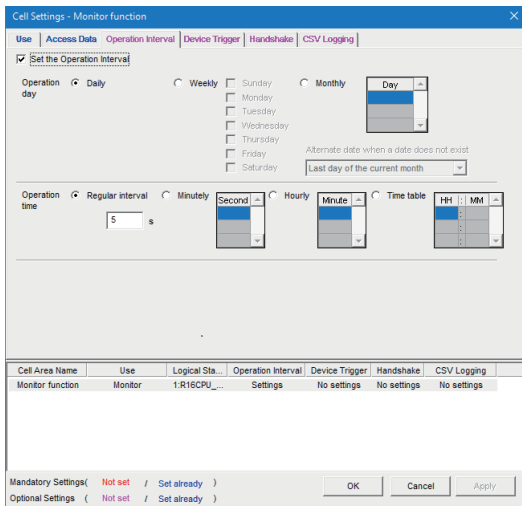 Cell Settings - Monitor function
Use Access Data Operation Interval Device Trigger Handshake CSV Logging
Set the Operation Interval
Operation day
Daily
Weekly
Sunday
Monday
Tuesday
Wednesday
Thursday
Friday
Saturday
Monthly
Day
Alternate date when a date does not exist
Last day of the current month
Operation time
Regular interval
5 s
Minutely
Second
Hourly
Minute
Time table
HH : MM
:
:
:
Cell Area Name Use Logical Sta... Operation Interval Device Trigger Handshake CSV Logging
Monitor function Monitor 1:R16CPU_... Settings No settings No settings No settings
Mandatory Settings( Not set / Set already )
Optional Settings ( Not set / Set already )
OK Cancel Apply